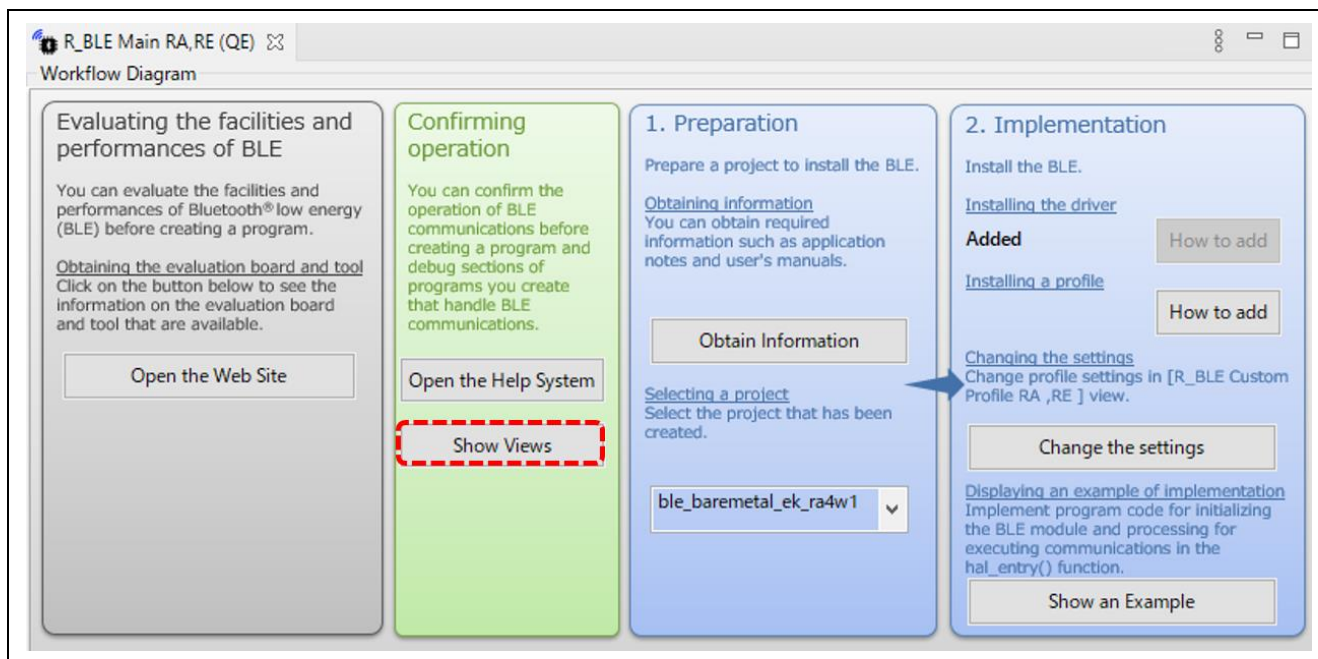 R_BLE Main RA,RE (QE)
Workflow Diagram
Evaluating the facilities and
performances of BLE
You can evaluate the facilities and
performances of Bluetooth® low energy
(BLE) before creating a program.
Obtaining the evaluation board and tool
Click on the button below to see the
information on the evaluation board
and tool that are available.
Open the Web Site
Confirming
operation
You can confirm the
operation of BLE
communications before
creating a program and
debug sections of
programs you create
that handle BLE
communications.
Open the Help System
Show Views
1. Preparation
Prepare a project to install the BLE.
Obtaining information
You can obtain required
information such as application
notes and user's manuals.
Obtain Information
Selecting a project
Select the project that has been
created.
ble_baremetal_ek_ra4w1
2. Implementation
Install the BLE.
Installing the driver
Added
How to add
Installing a profile
How to add
Changing the settings
Change profile settings in [R_BLE Custom
Profile RA ,RE ] view.
Change the settings
Displaying an example of implementation
Implement program code for initializing
the BLE module and processing for
executing communications in the
hal_entry() function.
Show an Example